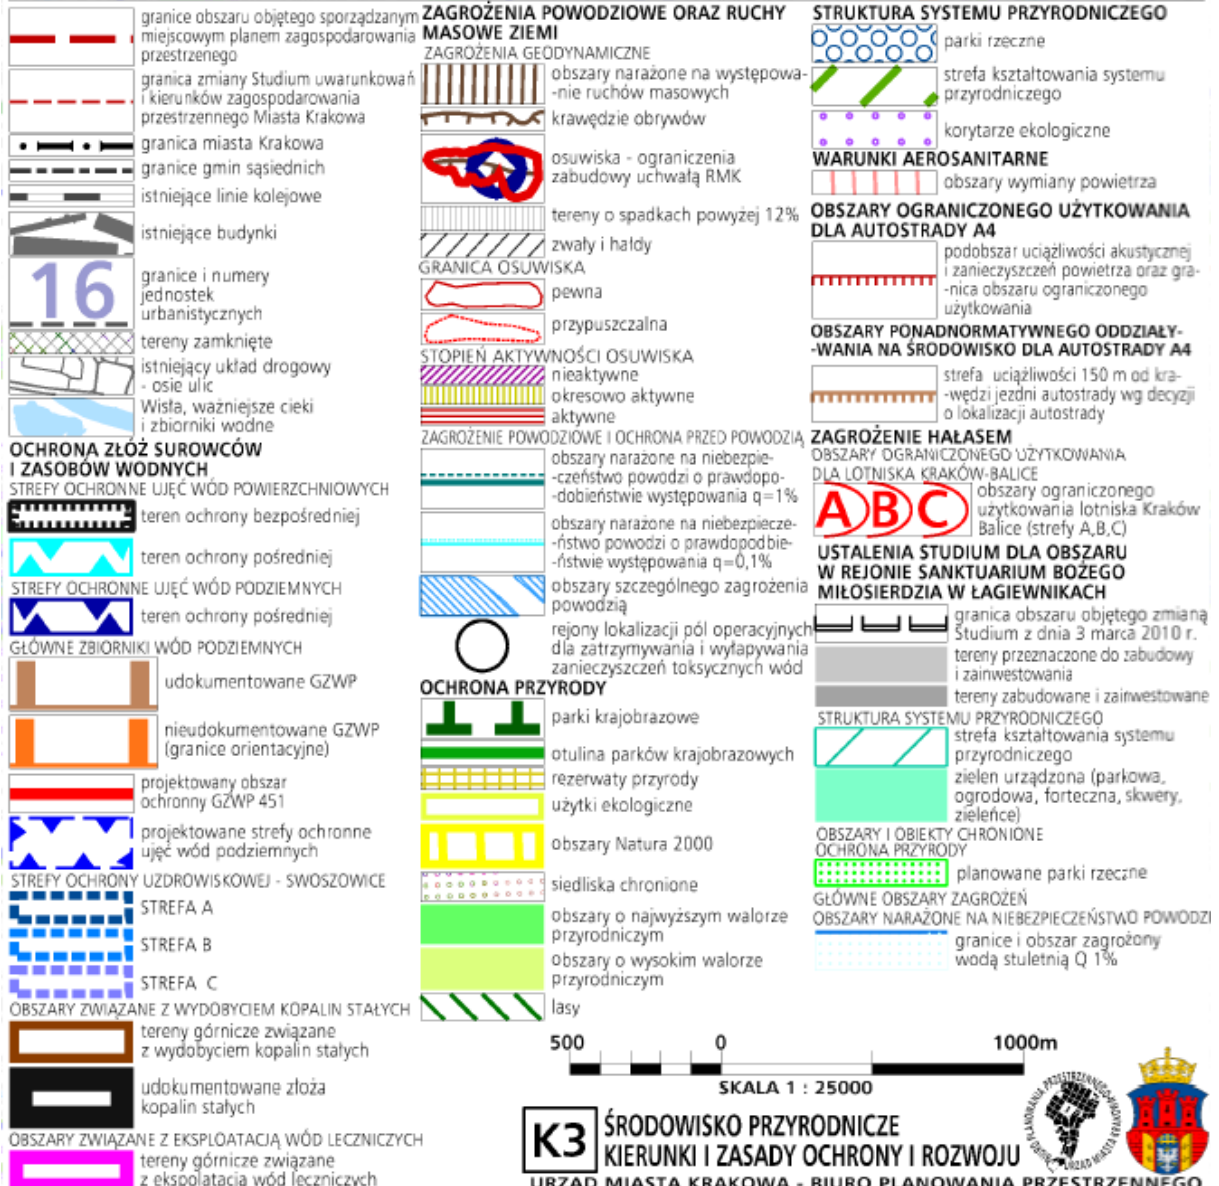 granice obszaru objętego sporządzanym
miejscowym planem zagospodarowania
przestrzenego
granica zmiany Studium uwarunkowań
i kierunków zagospodarowania
przestrzennego Miasta Krakowa
granica miasta Krakowa
granice gmin sąsiednich
istniejące linie kolejowe
istniejące budynki
16
granice i numery
jednostek
urbanistycznych
tereny zamknięte
istniejący układ drogowy
- osie ulic
Wisła, ważniejsze cieki
i zbiorniki wodne
OCHRONA ZŁÓŻ SUROWCÓW
I ZASOBÓW WODNYCH
STREFY OCHRONNE UJĘĆ WÓD POWIERZCHNIOWYCH
teren ochrony bezpośredniej
teren ochrony pośredniej
STREFY OCHRONNE UJĘĆ WÓD PODZIEMNYCH
teren ochrony pośredniej
GŁÓWNE ZBIORNIKI WÓD PODZIEMNYCH
udokumentowane GZWP
nieudokumentowane GZWP
(granice orientacyjne)
projektowany obszar
ochronny GZWP 451
projektowane strefy ochronne
ujęć wód podziemnych
STREFY OCHRONY UZDROWISKOWEJ - SWOSZOWICE
STREFA A
STREFA B
STREFA C
OBSZARY ZWIĄZANE Z WYDOBYCIEM KOPALIN STAŁYCH
tereny górnicze związane
z wydobyciem kopalin stałych
udokumentowane złoża
kopalin stałych
OBSZARY ZWIĄZANE Z EKSPLOATACJĄ WÓD LECZNICZYCH
tereny górnicze związane
z ekspolatacją wód leczniczych
ZAGROŻENIA POWODZIOWE ORAZ RUCHY
MASOWE ZIEMI
ZAGROŻENIA GEODYNAMICZNE
obszary narażone na występowa-
-nie ruchów masowych
krawędzie obrywów
osuwiska - ograniczenia
zabudowy uchwałą RMK
tereny o spadkach powyżej 12%
zwały i hałdy
GRANICA OSUWISKA
pewna
przypuszczalna
STOPIEŃ AKTYWNOŚCI OSUWISKA
nieaktywne
okresowo aktywne
aktywne
ZAGROŻENIE POWODZIOWE I OCHRONA PRZED POWODZIĄ
obszary narażone na niebezpie-
-czeństwo powodzi o prawdopo-
-dobieństwie występowania q=1%
obszary narażone na niebezpiecze-
-ństwo powodzi o prawdopodbie-
-ństwie występowania q=0,1%
obszary szczególnego zagrożenia
powodzią
rejony lokalizacji pól operacyjnych
dla zatrzymywania i wyłapywania
zanieczyszczeń toksycznych wód
OCHRONA PRZYRODY
parki krajobrazowe
otulina parków krajobrazowych
rezerwaty przyrody
użytki ekologiczne
obszary Natura 2000
siedliska chronione
obszary o najwyższym walorze
przyrodniczym
obszary o wysokim walorze
przyrodniczym
lasy
STRUKTURA SYSTEMU PRZYRODNICZEGO
parki rzeczne
strefa kształtowania systemu
przyrodniczego
korytarze ekologiczne
WARUNKI AEROSANITARNE
obszary wymiany powietrza
OBSZARY OGRANICZONEGO UŻYTKOWANIA
DLA AUTOSTRADY A4
podobszar uciążliwości akustycznej
i zanieczyszczeń powietrza oraz gra-
-nica obszaru ograniczonego
użytkowania
OBSZARY PONADNORMATYWNEGO ODDZIAŁY-
-WANIA NA ŚRODOWISKO DLA AUTOSTRADY A4
strefa uciążliwości 150 m od kra-
-wędzi jezdni autostrady wg decyzji
o lokalizacji autostrady
ZAGROŻENIE HAŁASEM
OBSZARY OGRANICZONEGO UŻYTKOWANIA
DLA LOTNISKA KRAKÓW-BALICE
A B C
obszary ograniczonego
użytkowania lotniska Kraków
Balice (strefy A,B,C)
USTALENIA STUDIUM DLA OBSZARU
W REJONIE SANKTUARIUM BOŻEGO
MIŁOSIERDZIA W ŁAGIEWNIKACH
granica obszaru objętego zmianą
Studium z dnia 3 marca 2010 r.
tereny przeznaczone do zabudowy
i zainwestowania
tereny zabudowane i zainwestowane
STRUKTURA SYSTEMU PRZYRODNICZEGO
strefa kształtowania systemu
przyrodniczego
zielen urządzona (parkowa,
ogrodowa, forteczna, skwery,
zieleńce)
OBSZARY I OBIEKTY CHRONIONE
OCHRONA PRZYRODY
planowane parki rzeczne
GŁÓWNE OBSZARY ZAGROŻEŃ
OBSZARY NARAŻONE NA NIEBEZPIECZEŃSTWO POWODZI
granice i obszar zagrożony
wodą stuletnią Q 1%
500 0 1000m
SKALA 1 : 25000
K3
ŚRODOWISKO PRZYRODNICZE
KIERUNKI I ZASADY OCHRONY I ROZWOJU
URZĄD MIASTA KRAKOWA - BIURO PLANOWANIA PRZESTRZENNEGO